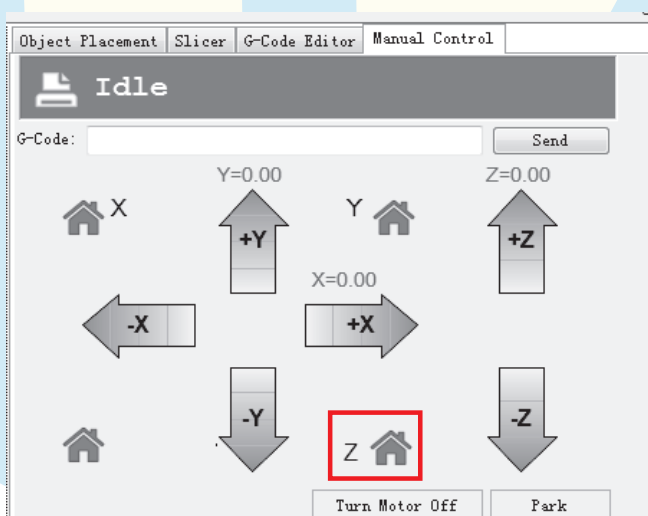 Object Placement Slicer G-Code Editor Manual Control
Idle
G-Code: Send
Y=0.00 Z=0.00
X Y
+Y +Z
X=0.00
-X +X
-Y -Z
Z
Turn Motor Off Park